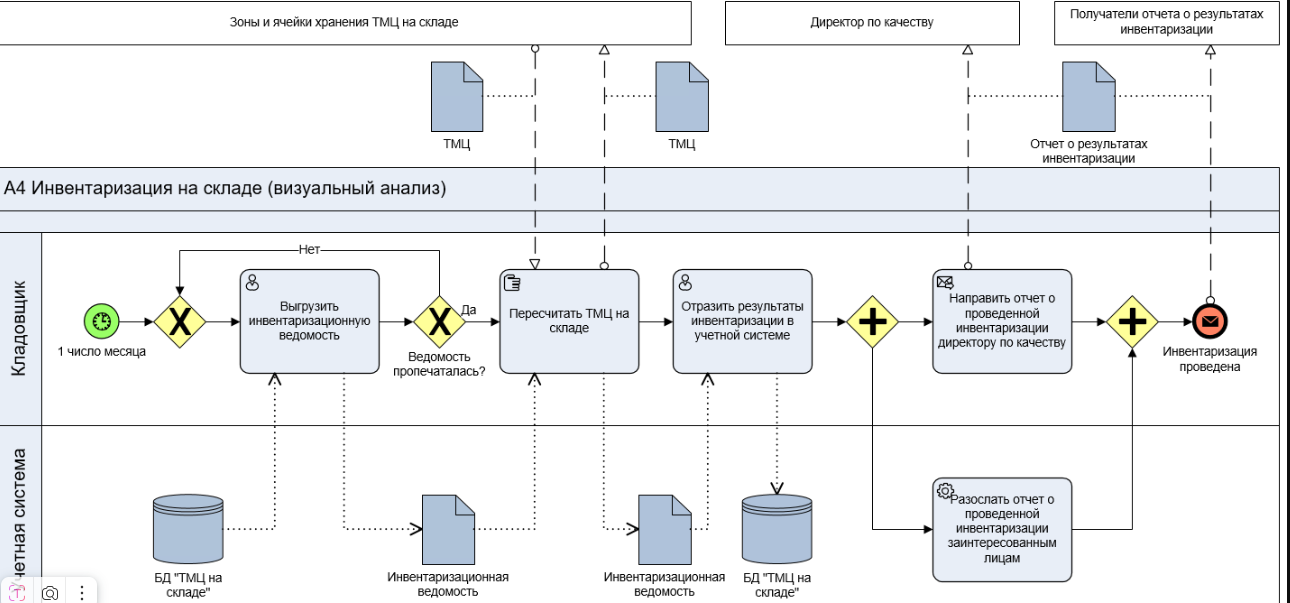 Зоны и ячейки хранения ТМЦ на складе
Директор по качеству
Получатели отчета о результатах
инвентаризации
ТМЦ
ТМЦ
Отчет о результатах
инвентаризации
А4 Инвентаризация на складе (визуальный анализ)
Кладовщик
Нет
1 число месяца
Выгрузить
инвентаризационную
ведомость
Да
Ведомость
пропечаталась?
Пересчитать ТМЦ на
складе
Отразить результаты
инвентаризации в
учетной системе
Направить отчет о
проведенной
инвентаризации
директору по качеству
Инвентаризация
проведена
четная система
БД "ТМЦ на
складе"
Инвентаризационная
ведомость
Инвентаризационная
ведомость
БД "ТМЦ на
складе"
Разослать отчет о
проведенной
инвентаризации
заинтересованным
лицам